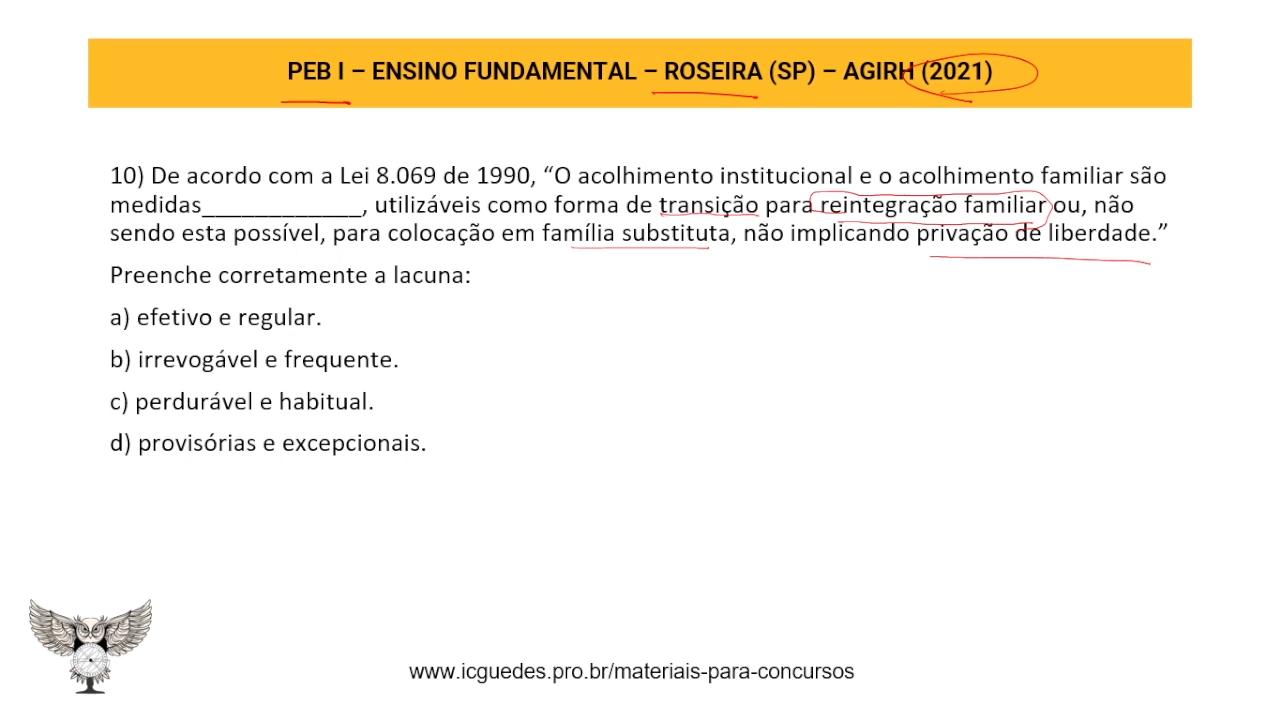 PEB I – ENSINO FUNDAMENTAL – ROSEIRA (SP) – AGIRH (2021)
10) De acordo com a Lei 8.069 de 1990, “O acolhimento institucional e o acolhimento familiar são
medidas____________, utilizáveis como forma de transição para reintegração familiar ou, não
sendo esta possível, para colocação em família substituta, não implicando privação de liberdade.”
Preenche corretamente a lacuna:
a) efetivo e regular.
b) irrevogável e frequente.
c) perdurável e habitual.
d) provisórias e excepcionais.
www.icguedes.pro.br/materiais-para-concursos